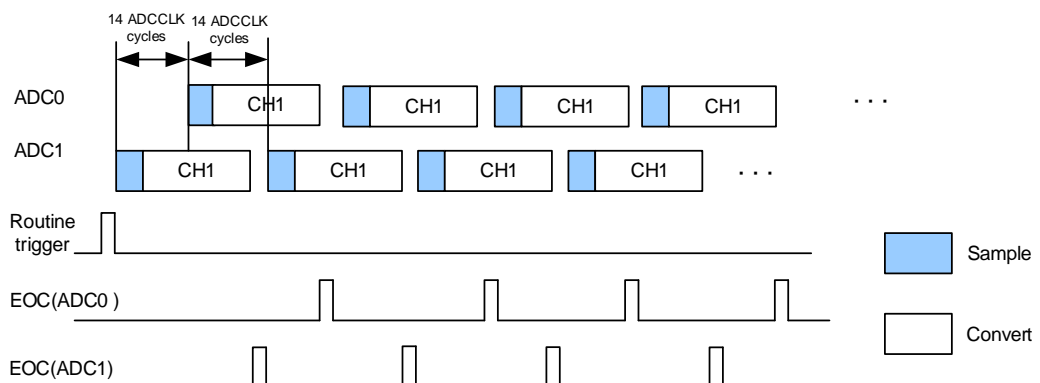 14 ADCCLK cycles
14 ADCCLK cycles
ADC0
CH1
CH1
CH1
CH1
. . .
ADC1
CH1
CH1
CH1
CH1
. . .
Routine
trigger
Sample
EOC(ADC0 )
Convert
EOC(ADC1)